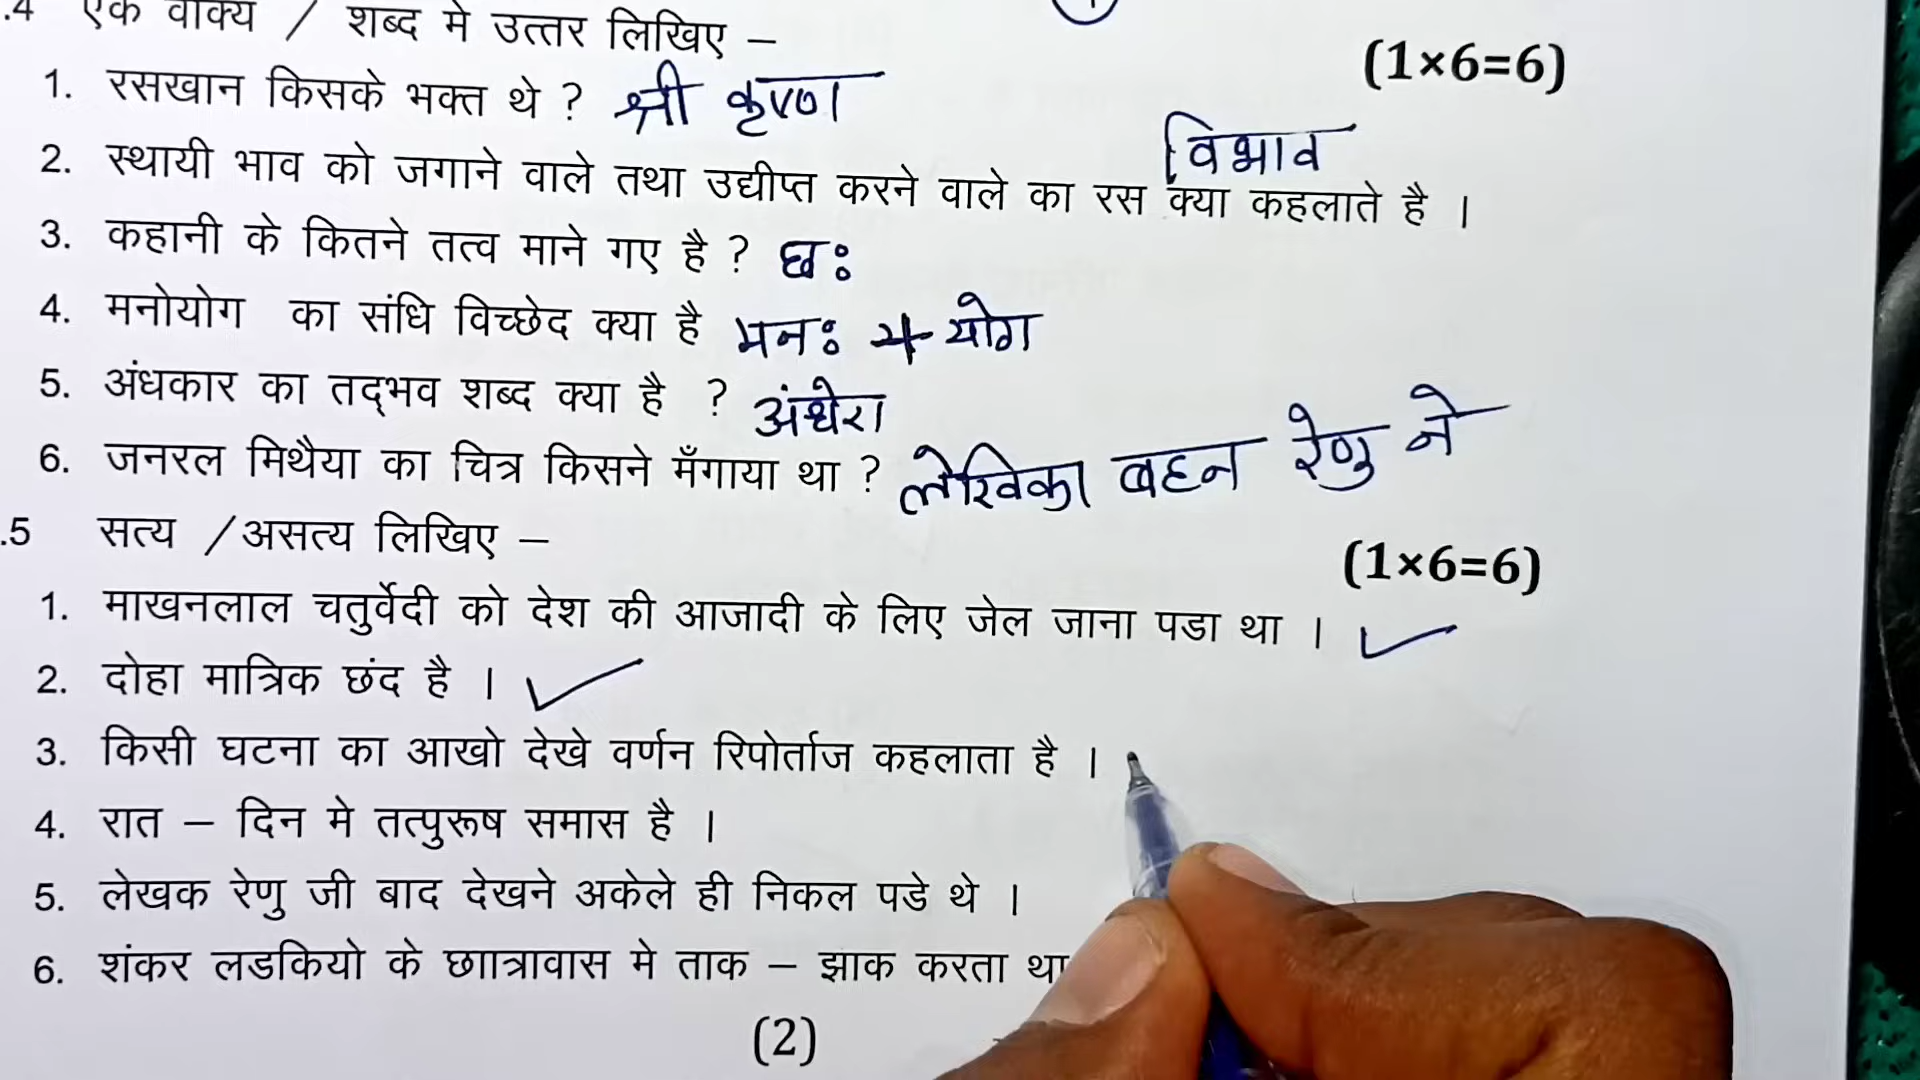 .4 एक वाक्य / शब्द मे उत्तर लिखिए –
(1×6=6)
1. रसखान किसके भक्त थे ? श्री कृष्ण
विभाव
2. स्थायी भाव को जगाने वाले तथा उद्यीप्त करने वाले का रस क्या कहलाते है ।
3. कहानी के कितने तत्व माने गए है ? छः
4. मनोयोग का संधि विच्छेद क्या है मनः + योग
5. अंधकार का तद्भव शब्द क्या है ? अंधेरा
6. जनरल मिथैया का चित्र किसने मँगाया था ? लेखिका बहन रेणु ने
.5 सत्य / असत्य लिखिए –
(1×6=6)
1. माखनलाल चतुर्वेदी को देश की आजादी के लिए जेल जाना पडा था । ✓
2. दोहा मात्रिक छंद है । ✓
3. किसी घटना का आखो देखे वर्णन रिपोर्ताज कहलाता है ।
4. रात – दिन मे तत्पुरूष समास है ।
5. लेखक रेणु जी बाद देखने अकेले ही निकल पडे थे ।
6. शंकर लडकियो के छाात्रावास मे ताक – झाक करता था
(2)